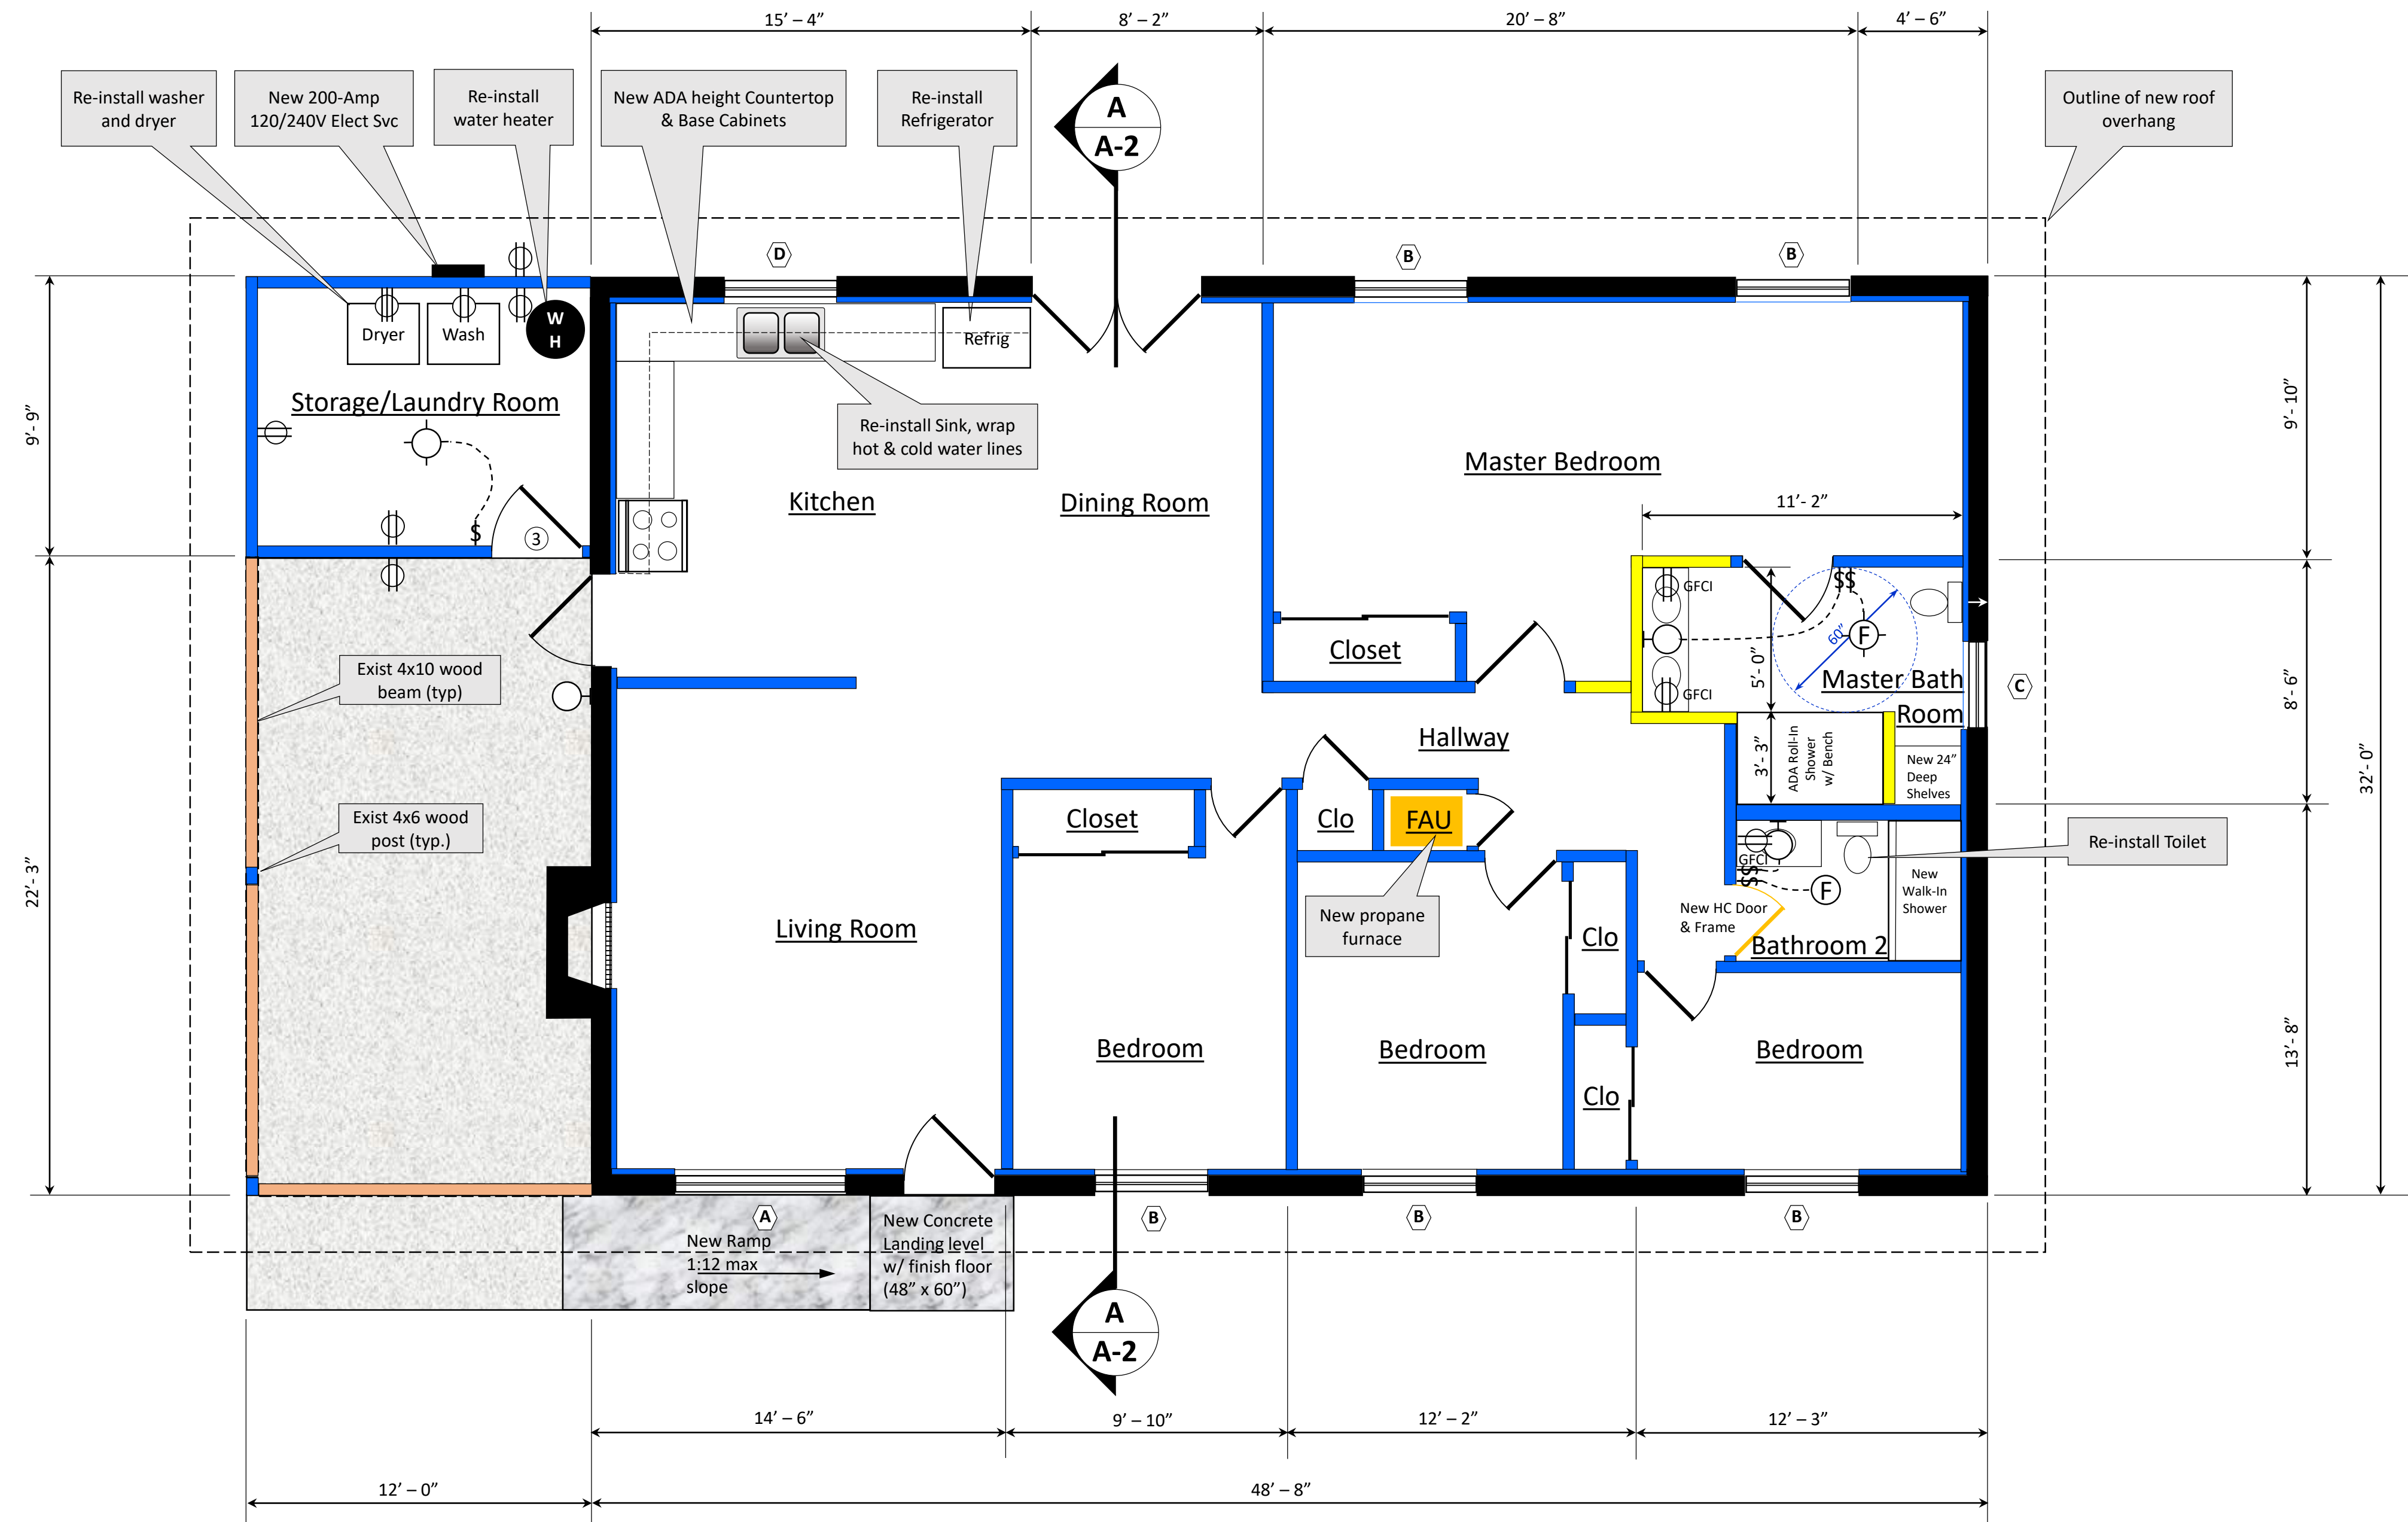 15’ – 4”
8’ – 2”
20’ – 8”
4’ – 6”
Re-install washer
and dryer
New 200-Amp
120/240V Elect Svc
Re-install
water heater
New ADA height Countertop
& Base Cabinets
Re-install
Refrigerator
A
A-2
Outline of new roof
overhang
D
B
B
W
H
Dryer
Wash
Refrig
Storage/Laundry Room
Re-install Sink, wrap
hot & cold water lines
9’- 9”
9’- 10”
Kitchen
Dining Room
Master Bedroom
11’- 2”
$
3
GFCI
$$
60”
F
5’- 0”
Closet
Exist 4x10 wood
beam (typ)
GFCI
Master Bath
Room
C
8’- 6”
Hallway
3’- 3”
ADA Roll-In
Shower
w/ Bench
New 24”
Deep
Shelves
32’- 0”
Exist 4x6 wood
post (typ.)
Closet
Clo
FAU
Re-install Toilet
GFCI
$$
F
New
Walk-In
Shower
22’- 3”
New propane
furnace
New HC Door
& Frame
Living Room
Clo
Bathroom 2
Bedroom
Bedroom
Bedroom
13’- 8”
Clo
A
B
B
B
New Ramp
1:12 max
slope
New Concrete
Landing level
w/ finish floor
(48” x 60”)
A
A-2
14’ – 6”
9’ – 10”
12’ – 2”
12’ – 3”
12’ – 0”
48’ – 8”